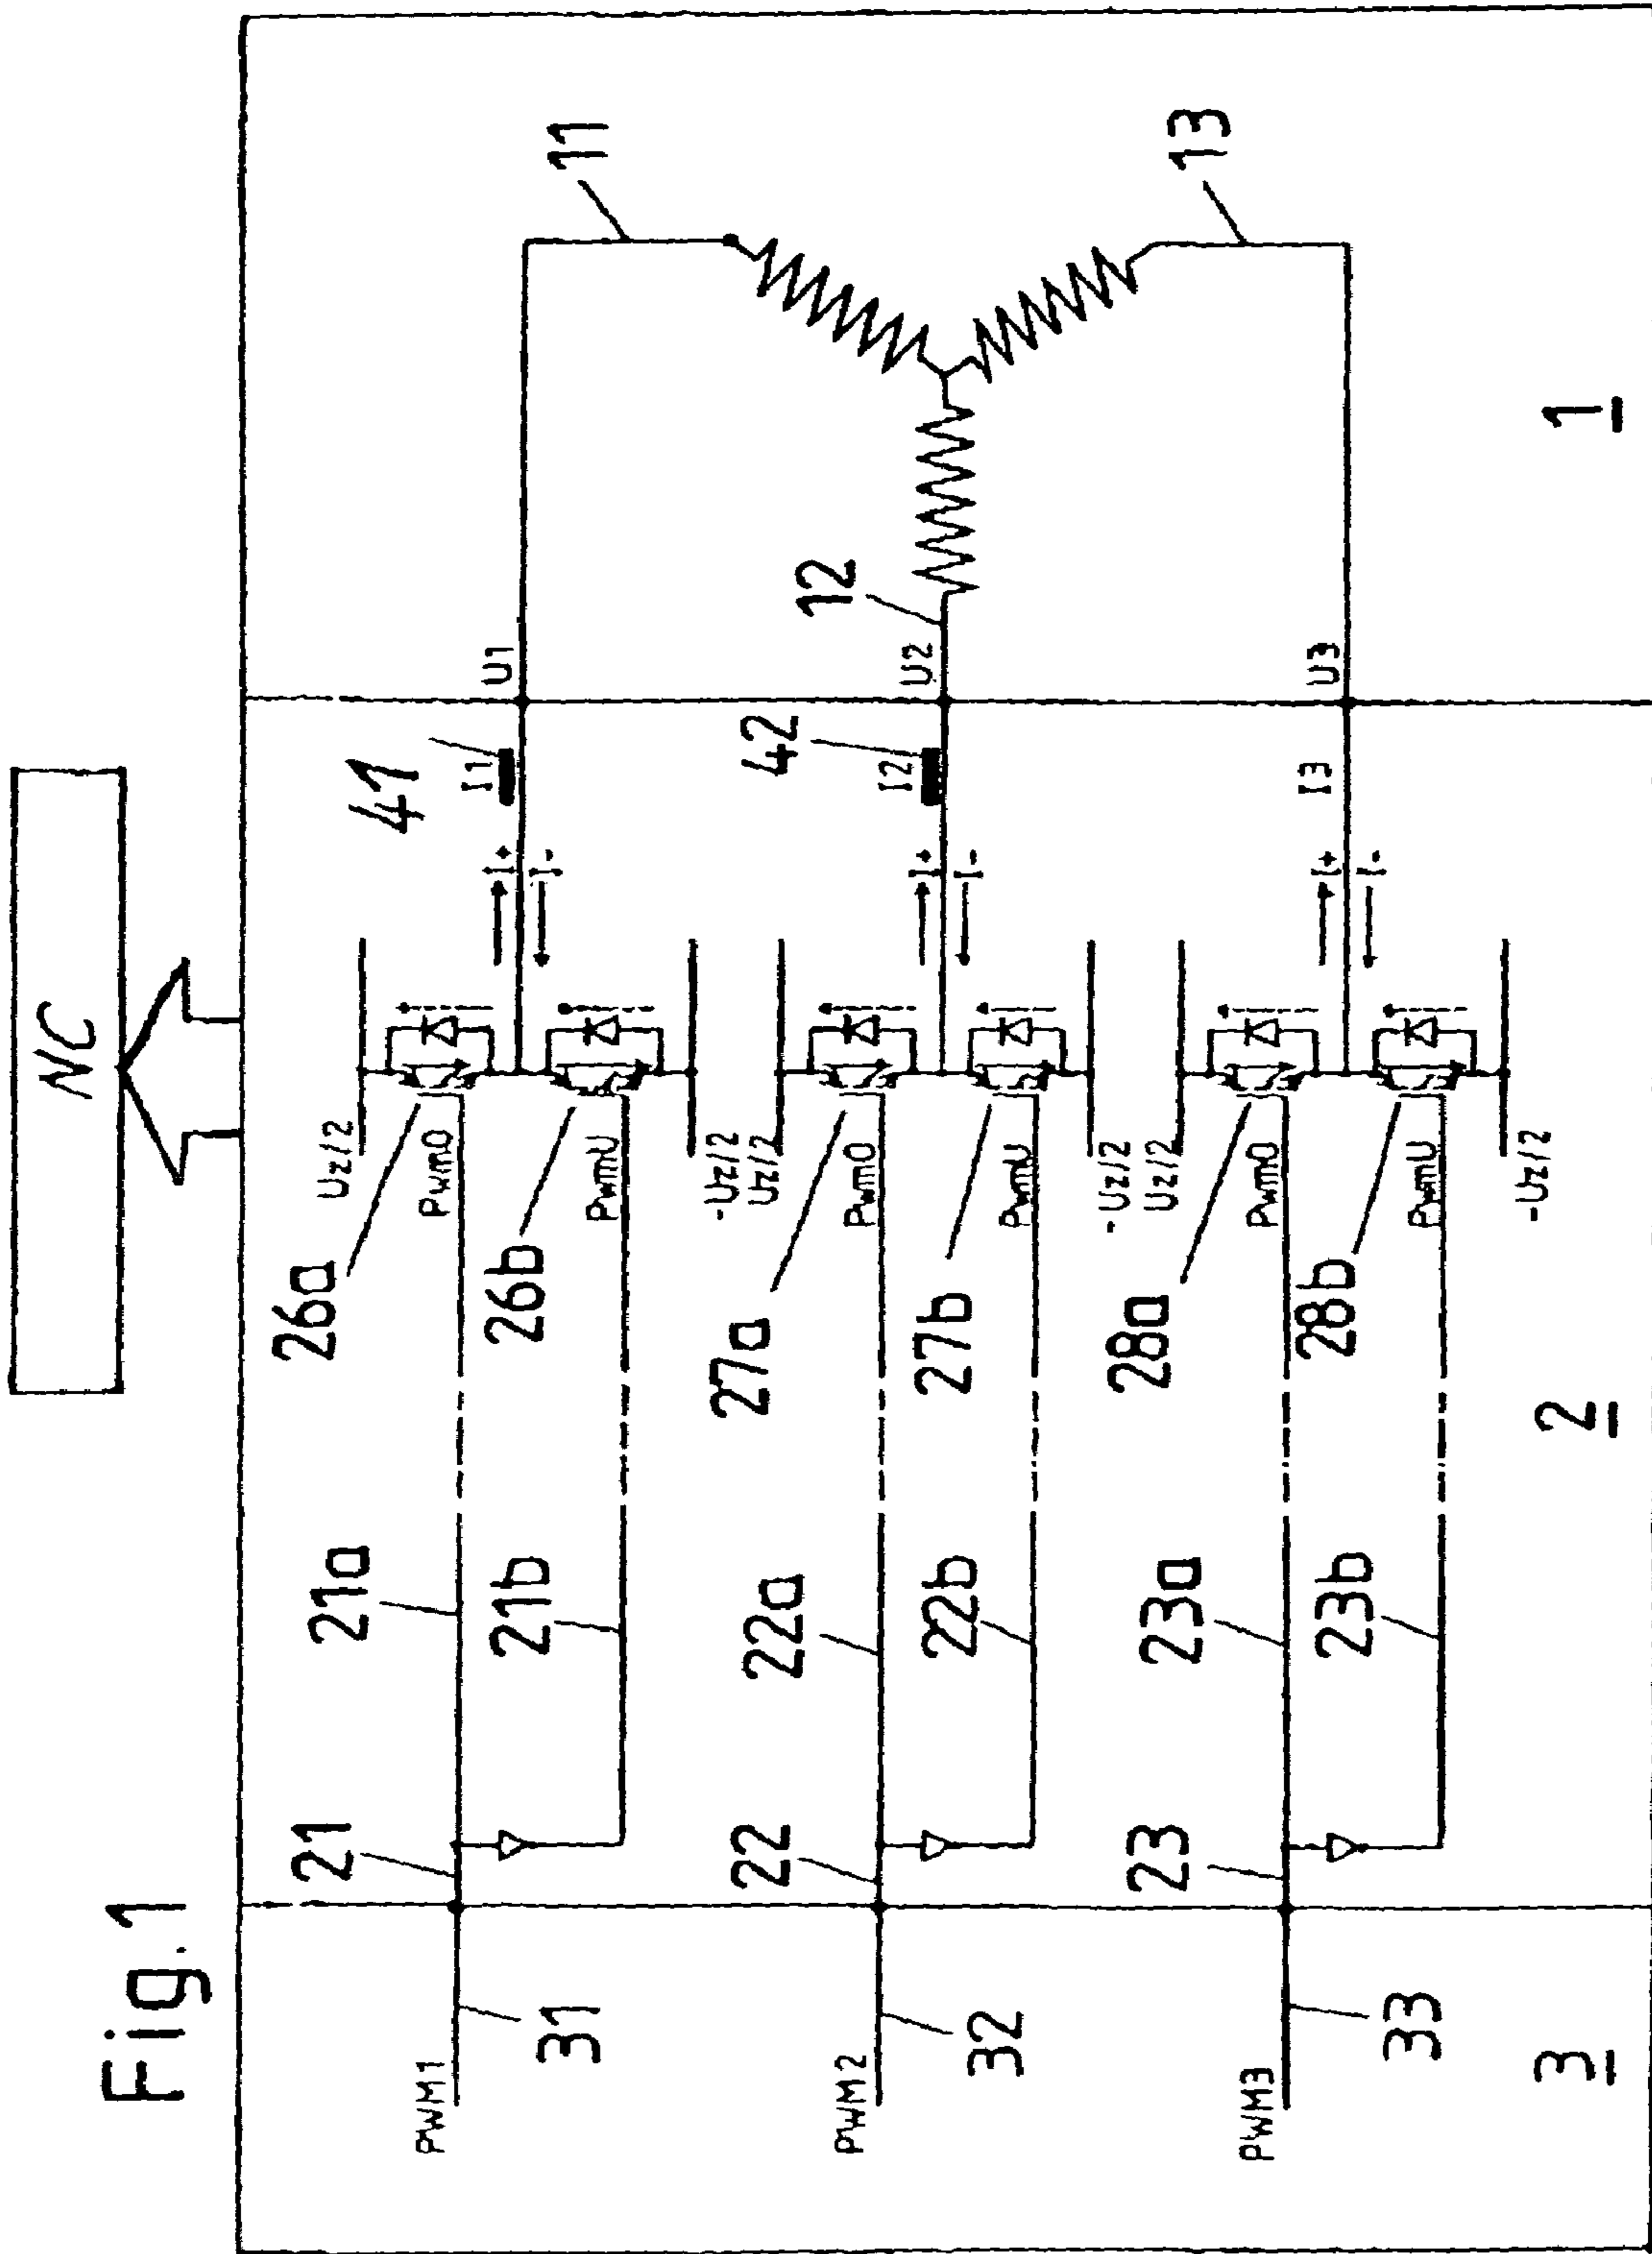 Fig.1
NC
PWM1
31
21
21a
21b
26a
26b
Uz/2
PwmO
PwmU
-Uz/2
I+
I-
41
I1
U1
11
PWM2
32
22
22a
22b
27a
27b
Uz/2
PwmO
PwmU
-Uz/2
I+
I-
42
I2
U2
12
PWM3
33
23
23a
23b
28a
28b
Uz/2
PwmO
PwmU
-Uz/2
I+
I-
I3
U3
13
3
2
1